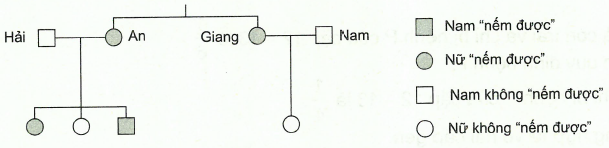 Hải
An
Giang
Nam
Nam "nếm được"
Nữ "nếm được"
Nam không "nếm được"
Nữ không "nếm được"